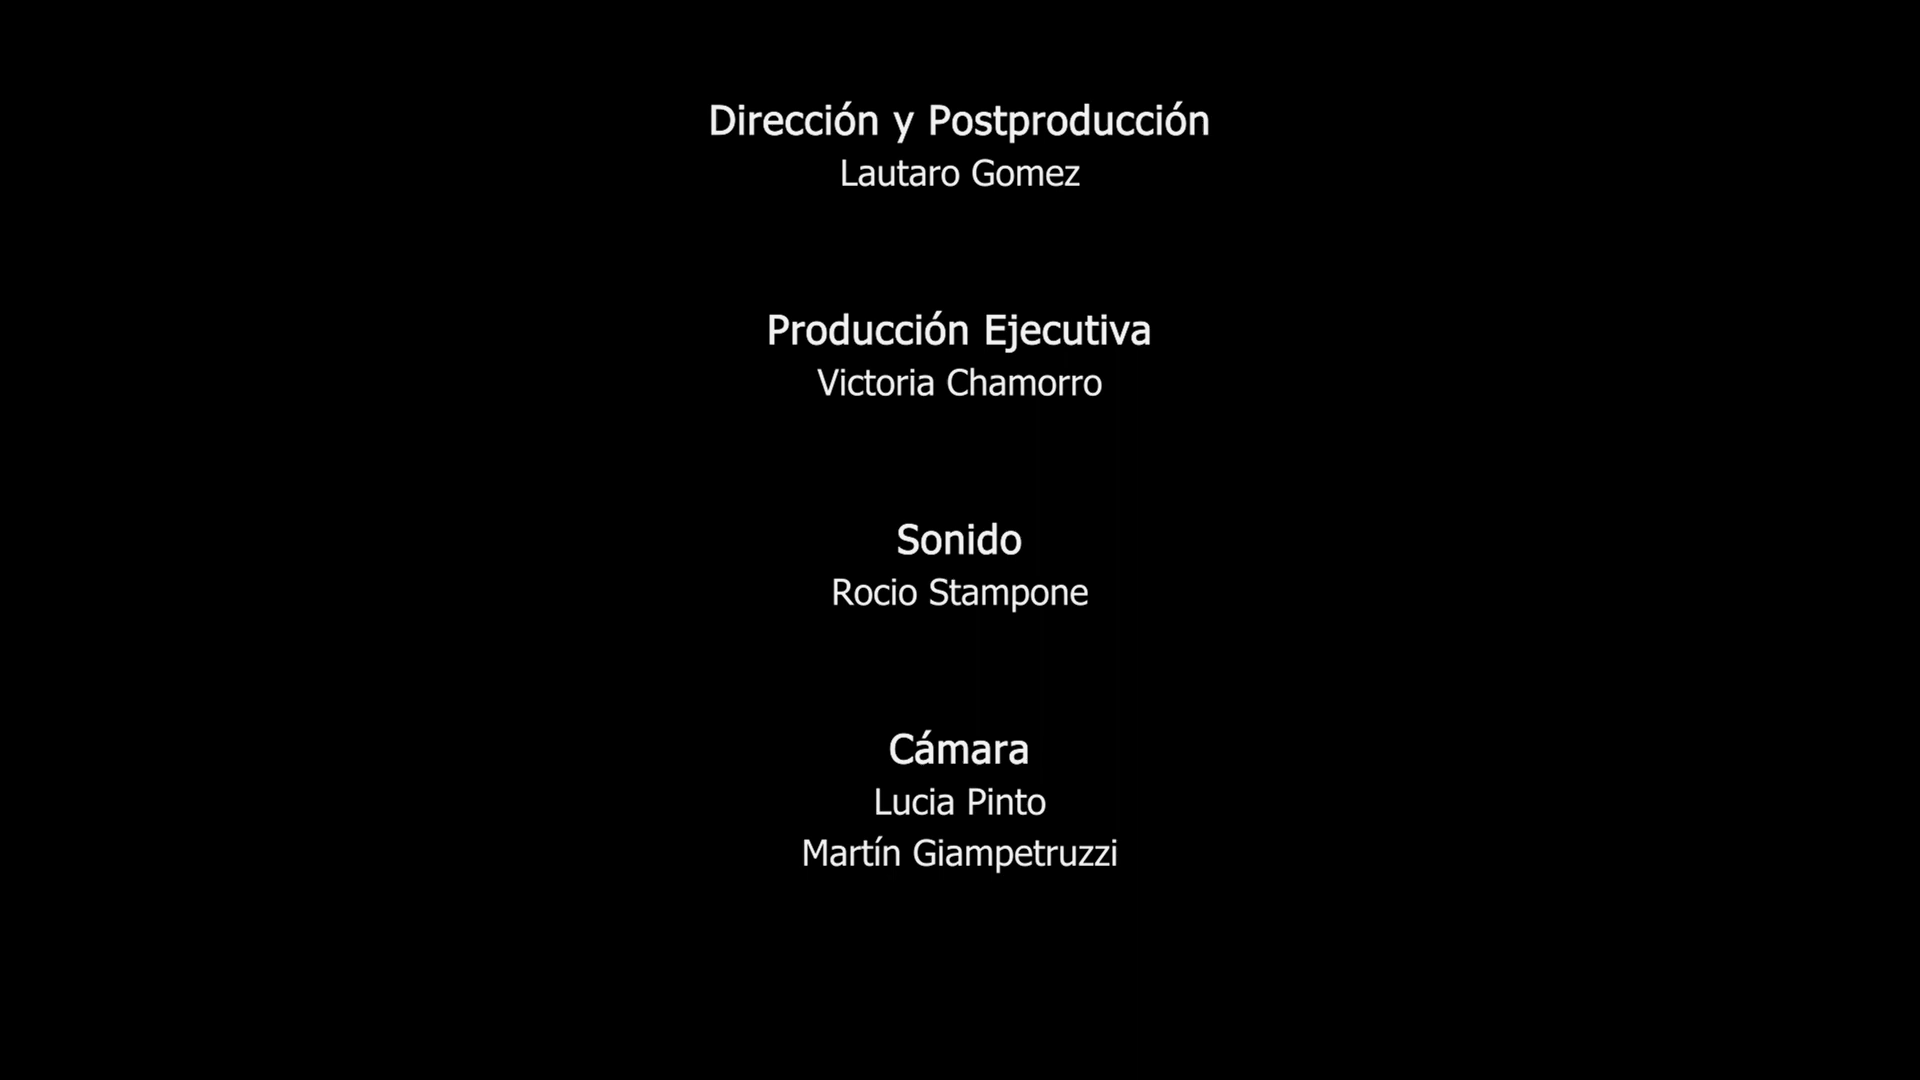 Dirección y Postproducción
Lautaro Gomez
Producción Ejecutiva
Victoria Chamorro
Sonido
Rocio Stampone
Cámara
Lucia Pinto
Martín Giampetruzzi